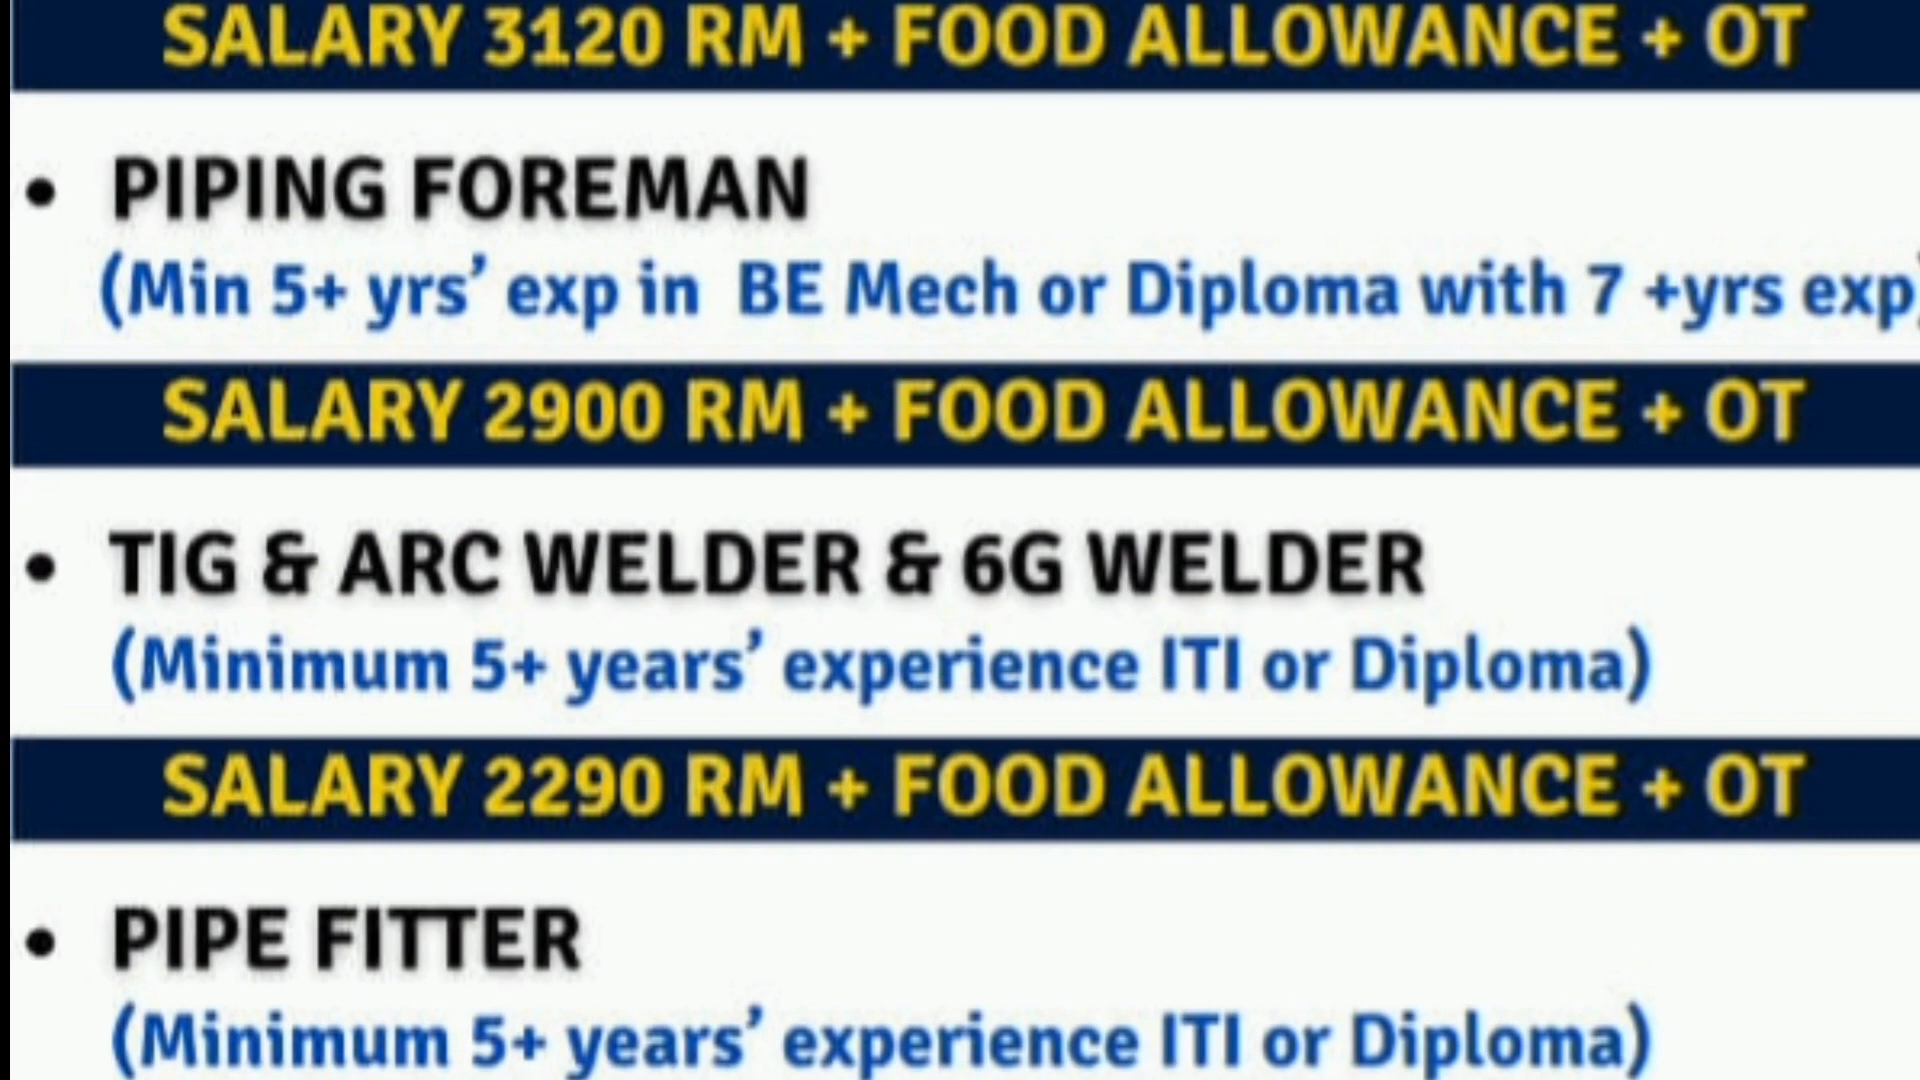 SALARY 3120 RM + FOOD ALLOWANCE + OT
• PIPING FOREMAN
(Min 5+ yrs’ exp in BE Mech or Diploma with 7 +yrs exp)
SALARY 2900 RM + FOOD ALLOWANCE + OT
• TIG & ARC WELDER & 6G WELDER
(Minimum 5+ years’ experience ITI or Diploma)
SALARY 2290 RM + FOOD ALLOWANCE + OT
• PIPE FITTER
(Minimum 5+ years’ experience ITI or Diploma)